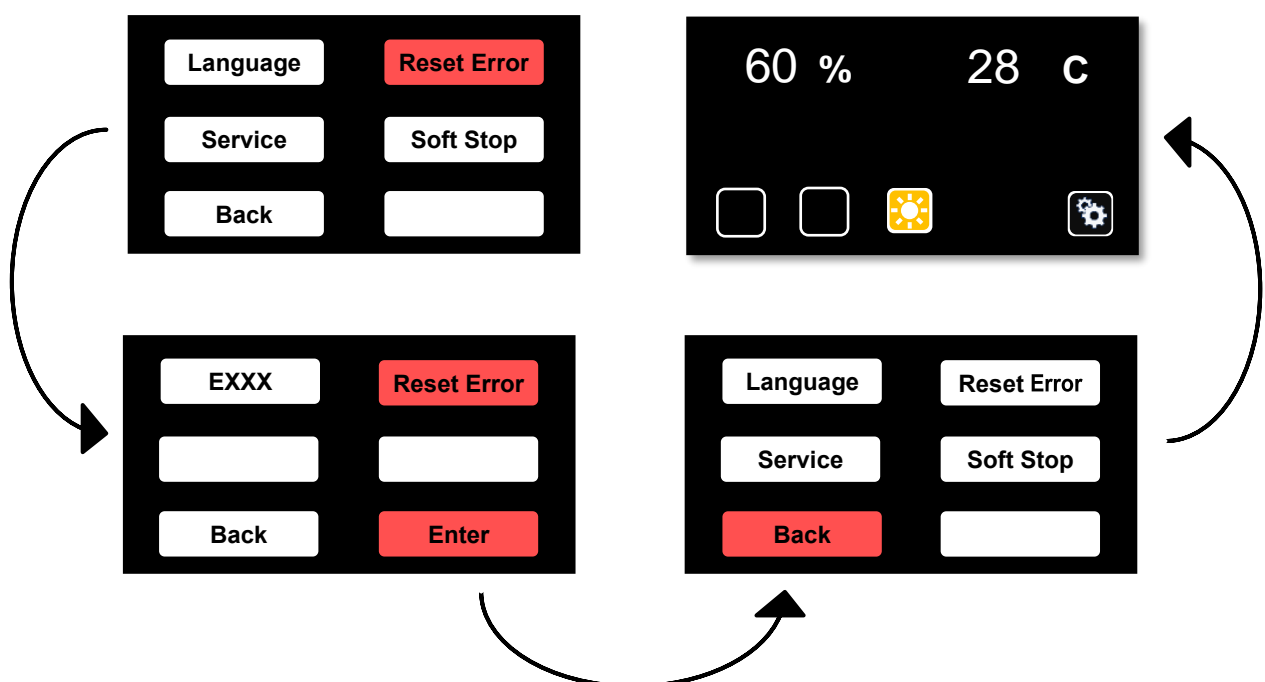 Language Reset Error
Service Soft Stop
Back
60 % 28 C
EXXX Reset Error
Back Enter
Language Reset Error
Service Soft Stop
Back